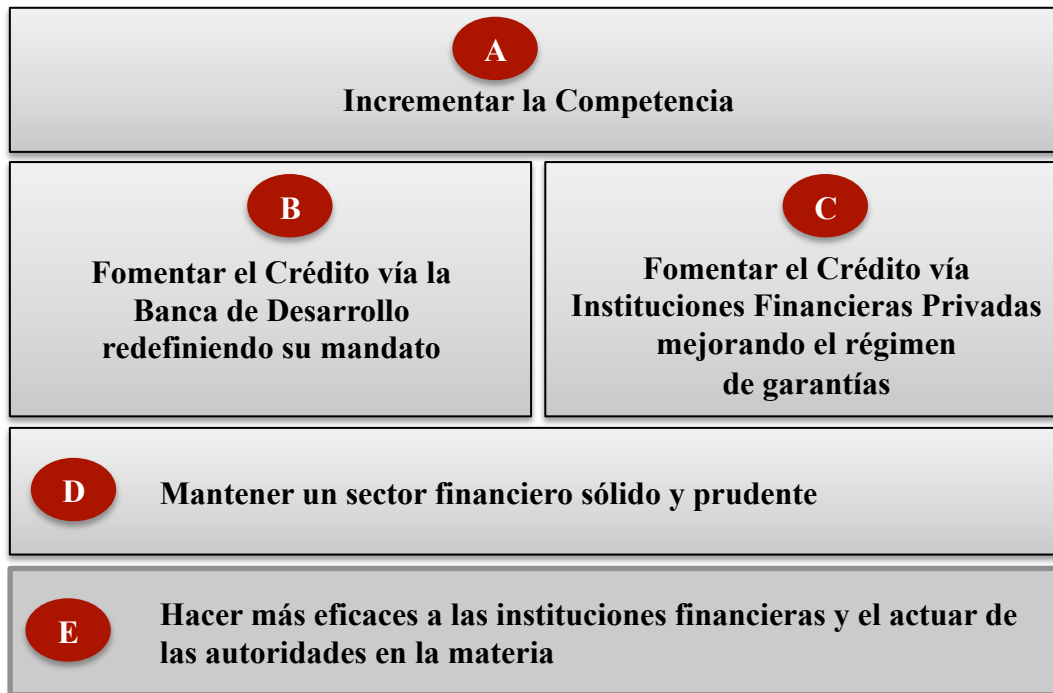 A
Incrementar la Competencia
B
Fomentar el Crédito vía la
Banca de Desarrollo
redefiniendo su mandato
C
Fomentar el Crédito vía
Instituciones Financieras Privadas
mejorando el régimen
de garantías
D
Mantener un sector financiero sólido y prudente
E
Hacer más eficaces a las instituciones financieras y el actuar de
las autoridades en la materia